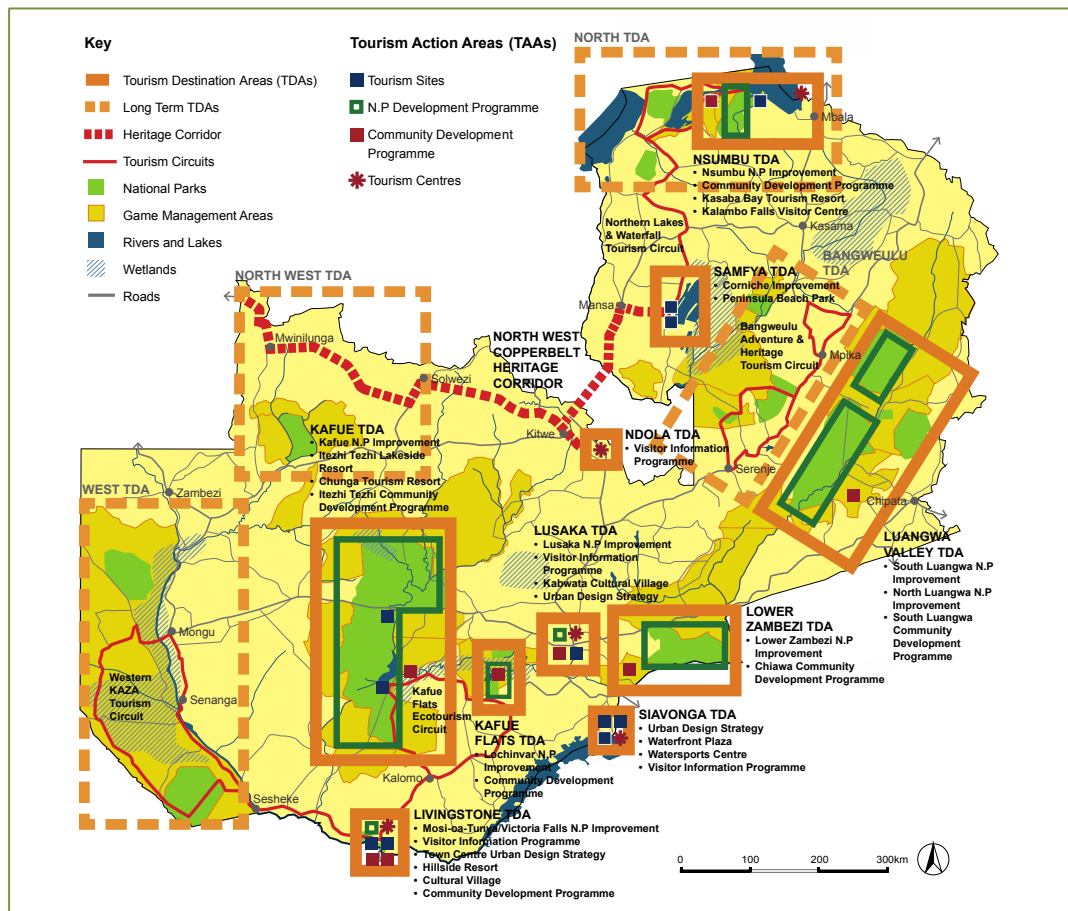 Key
Tourism Destination Areas (TDAs)
Long Term TDAs
Heritage Corridor
Tourism Circuits
National Parks
Game Management Areas
Rivers and Lakes
Wetlands
Roads
Tourism Action Areas (TAAs)
Tourism Sites
N.P Development Programme
Community Development
Programme
Tourism Centres
NORTH TDA
Mbala
NSUMBU TDA
• Nsumbu N.P Improvement
• Community Development Programme
• Kasaba Bay Tourism Resort
• Kalambo Falls Visitor Centre
Northern Lakes
& Waterfall
Tourism Circuit
Kasama
BANGWEULU
TDA
SAMFYA TDA
• Corniche Improvement
• Peninsula Beach Park
Mansa
Bangweulu
Adventure &
Heritage
Tourism Circuit
Mpika
NORTH WEST TDA
Mwinilunga
NORTH WEST
COPPERBELT
HERITAGE
CORRIDOR
Solwezi
Kitwe
NDOLA TDA
• Visitor Information
Programme
Serenje
Chipata
KAFUE TDA
• Kafue N.P Improvement
• Itezhi Tezhi Lakeside
Resort
• Chunga Tourism Resort
• Itezhi Tezhi Community
Development Programme
WEST TDA
Zambezi
LUSAKA TDA
• Lusaka N.P Improvement
• Visitor Information
Programme
• Kabwata Cultural Village
• Urban Design Strategy
LUANGWA
VALLEY TDA
• South Luangwa N.P
Improvement
• North Luangwa N.P
Improvement
• South Luangwa
Community
Development
Programme
LOWER
ZAMBEZI TDA
• Lower Zambezi N.P
Improvement
• Chiawa Community
Development Programme
Mongu
Western
KAZA
Tourism
Circuit
Senanga
Kafue
Flats
Ecotourism
Circuit
KAFUE
FLATS TDA
• Lochinvar N.P
Improvement
• Community Development
Programme
SIAVONGA TDA
• Urban Design Strategy
• Waterfront Plaza
• Watersports Centre
• Visitor Information Programme
Kalomo
Sesheke
LIVINGSTONE TDA
• Mosi-oa-Tunya/Victoria Falls N.P Improvement
• Visitor Information Programme
• Town Centre Urban Design Strategy
• Hillside Resort
• Cultural Village
• Community Development Programme
0 100 200 300km